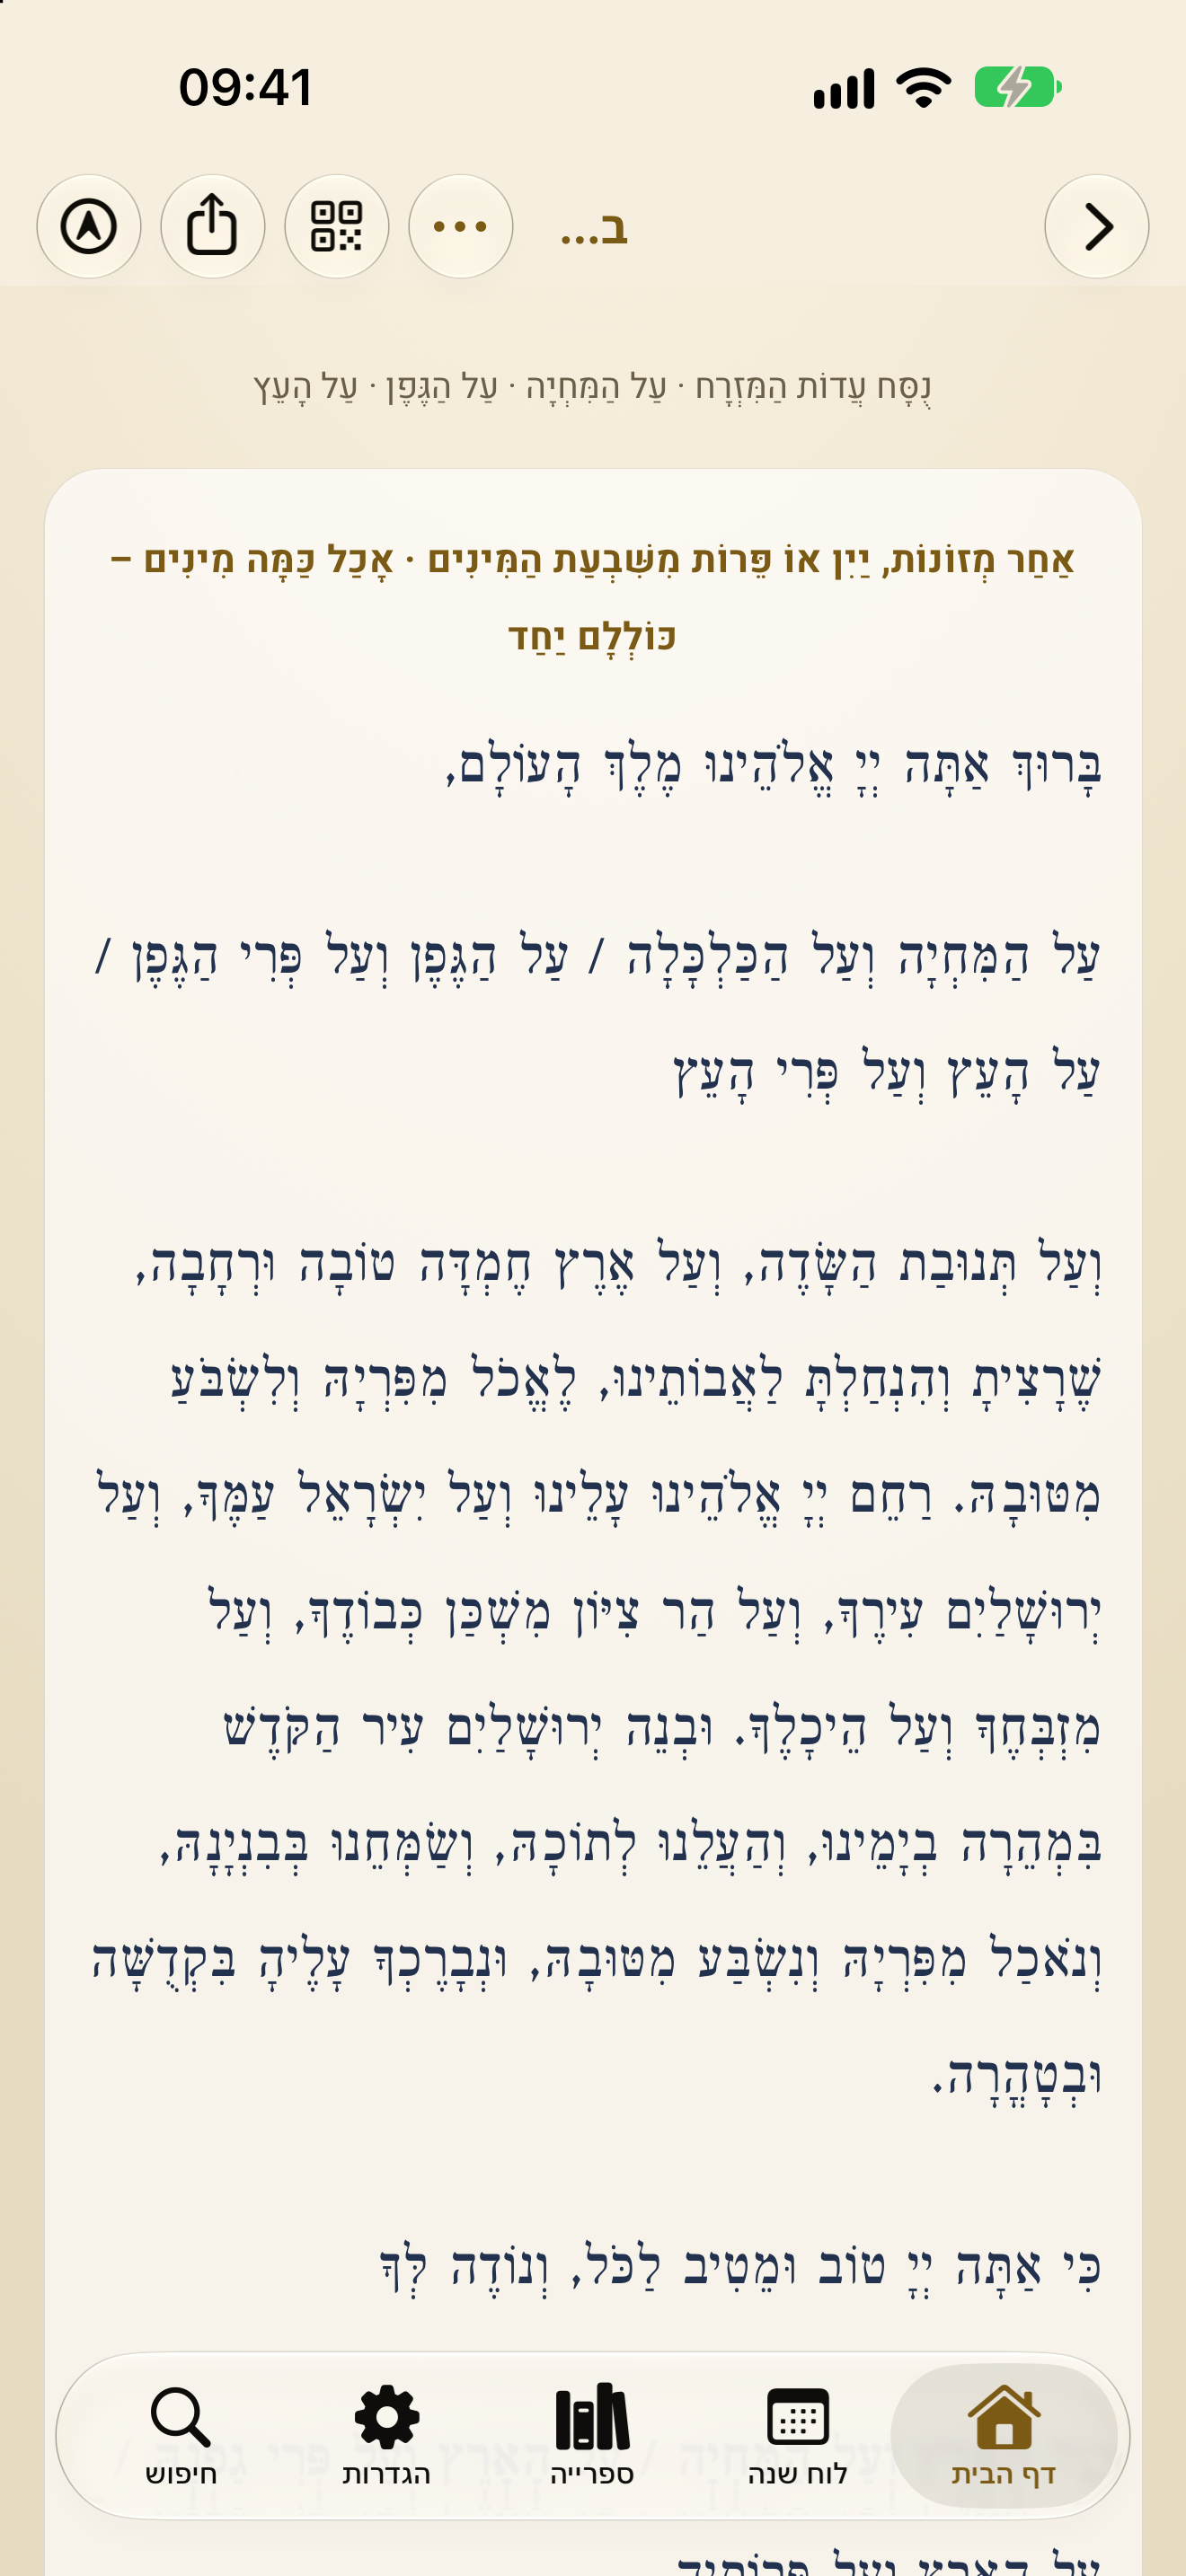 09:41
ב...
נֻסָּח עֲדוֹת הַמִּזְרָח · עַל הַמִּחְיָה · עַל הַגֶּפֶן · עַל הָעֵץ
אַחַר מְזוֹנוֹת, יַיִן אוֹ פֵּרוֹת מִשִּׁבְעַת הַמִּינִים · אָכַל כַּמָּה מִינִים –
כּוֹלְלָם יַחַד
בָּרוּךְ אַתָּה יְיָ אֱלֹהֵינוּ מֶלֶךְ הָעוֹלָם,
עַל הַמִּחְיָה וְעַל הַכַּלְכָּלָה / עַל הַגֶּפֶן וְעַל פְּרִי הַגֶּפֶן /
עַל הָעֵץ וְעַל פְּרִי הָעֵץ
וְעַל תְּנוּבַת הַשָּׂדֶה, וְעַל אֶרֶץ חֶמְדָּה טוֹבָה וּרְחָבָה,
שֶׁרָצִיתָ וְהִנְחַלְתָּ לַאֲבוֹתֵינוּ, לֶאֱכֹל מִפִּרְיָהּ וְלִשְׂבֹּעַ
מִטּוּבָהּ. רַחֵם יְיָ אֱלֹהֵינוּ עָלֵינוּ וְעַל יִשְׂרָאֵל עַמֶּךָ, וְעַל
יְרוּשָׁלַיִם עִירֶךָ, וְעַל הַר צִיּוֹן מִשְׁכַּן כְּבוֹדֶךָ, וְעַל
מִזְבְּחֶךָ וְעַל הֵיכָלֶךָ. וּבְנֵה יְרוּשָׁלַיִם עִיר הַקֹּדֶשׁ
בִּמְהֵרָה בְיָמֵינוּ, וְהַעֲלֵנוּ לְתוֹכָהּ, וְשַׂמְּחֵנוּ בְּבִנְיָנָהּ,
וְנֹאכַל מִפִּרְיָהּ וְנִשְׂבַּע מִטּוּבָהּ, וּנְבָרֶכְךָ עָלֶיהָ בִּקְדֻשָּׁה
וּבְטָהֳרָה.
כִּי אַתָּה יְיָ טוֹב וּמֵטִיב לַכֹּל, וְנוֹדֶה לְּךָ
דף הבית
לוח שנה
ספרייה
הגדרות
חיפוש